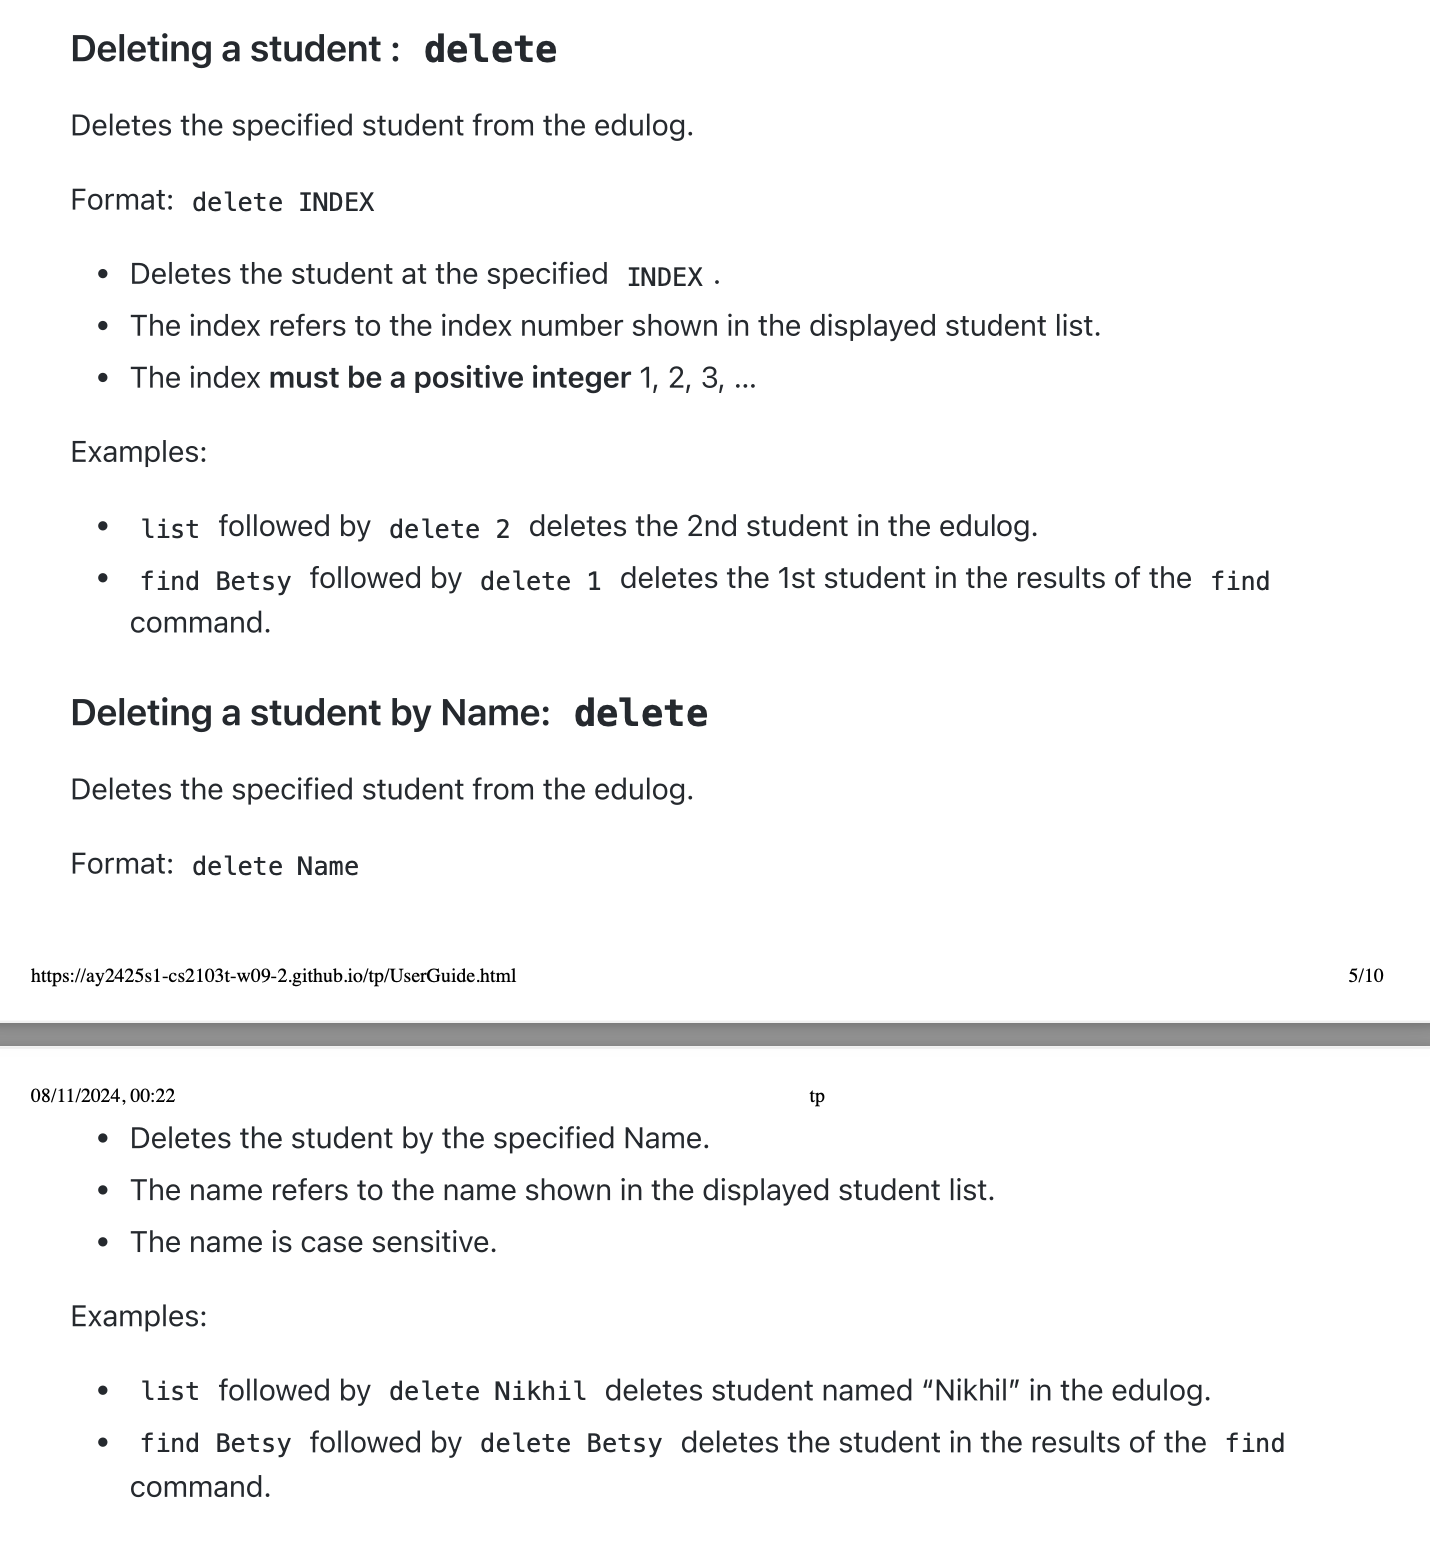 Deleting a student : delete
Deletes the specified student from the edulog.
Format: delete INDEX
• Deletes the student at the specified INDEX .
• The index refers to the index number shown in the displayed student list.
• The index must be a positive integer 1, 2, 3, …
Examples:
• list followed by delete 2 deletes the 2nd student in the edulog.
• find Betsy followed by delete 1 deletes the 1st student in the results of the find
command.
Deleting a student by Name: delete
Deletes the specified student from the edulog.
Format: delete Name
https://ay2425s1-cs2103t-w09-2.github.io/tp/UserGuide.html 5/10
08/11/2024, 00:22 tp
• Deletes the student by the specified Name.
• The name refers to the name shown in the displayed student list.
• The name is case sensitive.
Examples:
• list followed by delete Nikhil deletes student named “Nikhil” in the edulog.
• find Betsy followed by delete Betsy deletes the student in the results of the find
command.